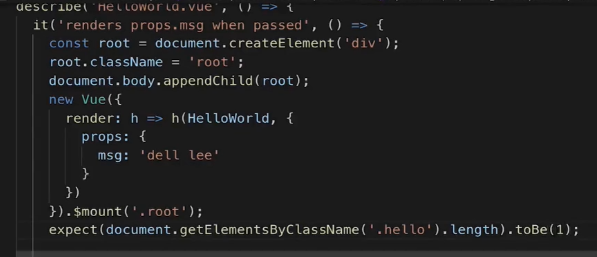 describe('HelloWorld.vue', () => {
it('renders props.msg when passed', () => {
const root = document.createElement('div');
root.className = 'root';
document.body.appendChild(root);
new Vue({
render: h => h(HelloWorld, {
props: {
msg: 'dell lee'
}
})
}).$mount('.root');
expect(document.getElementsByClassName('.hello').length).toBe(1);